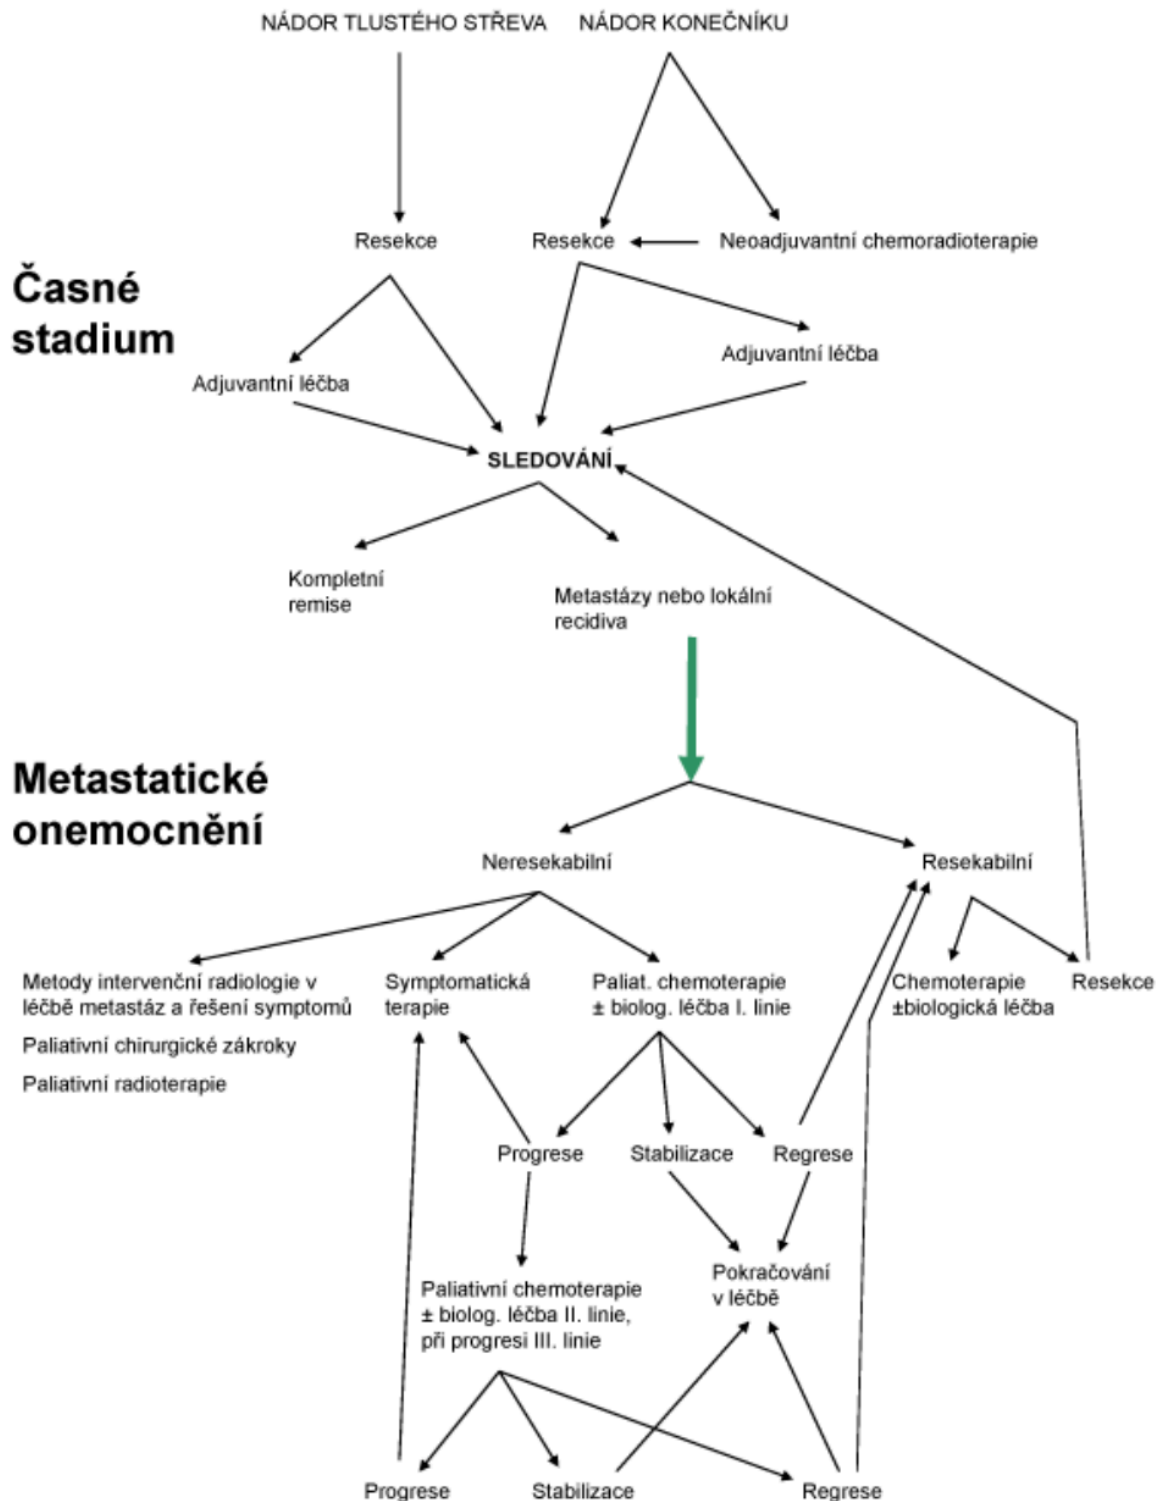 NÁDOR TLUSTÉHO STŘEVA
NÁDOR KONEČNÍKU
Resekce
Resekce
Neoadjuvantní chemoradioterapie
Časné
stadium
Adjuvantní léčba
Adjuvantní léčba
SLEDOVÁNÍ
Kompletní
remise
Metastázy nebo lokální
recidiva
Metastatické
onemocnění
Neresekabilní
Resekabilní
Metody intervenční radiologie v
léčbě metastáz a řešení symptomů
Paliativní chirurgické zákroky
Paliativní radioterapie
Symptomatická
terapie
Paliat. chemoterapie
± biolog. léčba I. linie
Chemoterapie
±biologická léčba
Resekce
Progrese
Stabilizace
Regrese
Paliativní chemoterapie
± biolog. léčba II. linie,
při progresi III. linie
Pokračování
v léčbě
Progrese
Stabilizace
Regrese